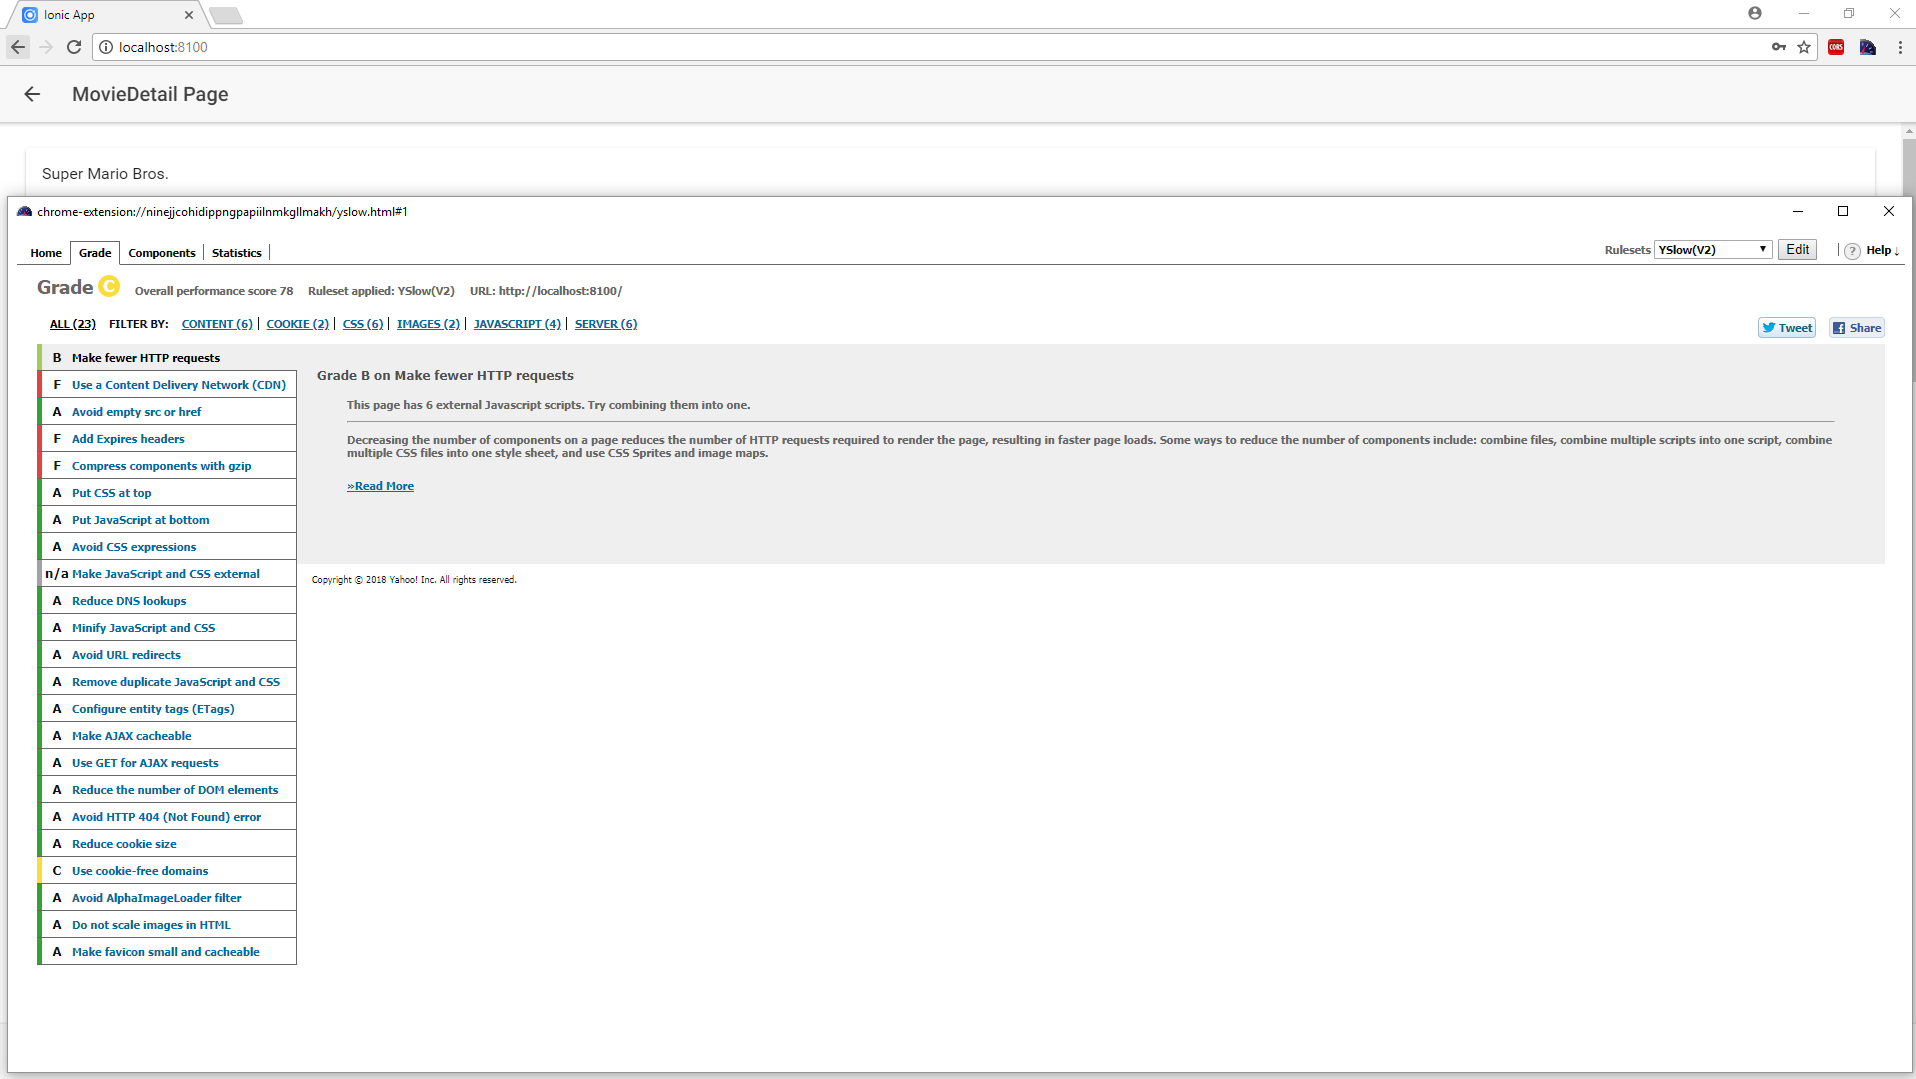 Ionic App
localhost:8100
CORS
MovieDetail Page
Super Mario Bros.
chrome-extension://ninejjcohidippngpapiilnmkgllmakh/yslow.html#1
Home Grade Components Statistics
Rulesets YSlow(V2) Edit ? Help ↓
Grade C Overall performance score 78 Ruleset applied: YSlow(V2) URL: http://localhost:8100/
ALL (23) FILTER BY: CONTENT (6) COOKIE (2) CSS (6) IMAGES (2) JAVASCRIPT (4) SERVER (6)
Tweet Share
B Make fewer HTTP requests
F Use a Content Delivery Network (CDN)
A Avoid empty src or href
F Add Expires headers
F Compress components with gzip
A Put CSS at top
A Put JavaScript at bottom
A Avoid CSS expressions
n/a Make JavaScript and CSS external
A Reduce DNS lookups
A Minify JavaScript and CSS
A Avoid URL redirects
A Remove duplicate JavaScript and CSS
A Configure entity tags (ETags)
A Make AJAX cacheable
A Use GET for AJAX requests
A Reduce the number of DOM elements
A Avoid HTTP 404 (Not Found) error
A Reduce cookie size
C Use cookie-free domains
A Avoid AlphaImageLoader filter
A Do not scale images in HTML
A Make favicon small and cacheable
Grade B on Make fewer HTTP requests
This page has 6 external Javascript scripts. Try combining them into one.
Decreasing the number of components on a page reduces the number of HTTP requests required to render the page, resulting in faster page loads. Some ways to reduce the number of components include: combine files, combine multiple scripts into one script, combine
multiple CSS files into one style sheet, and use CSS Sprites and image maps.
»Read More
Copyright © 2018 Yahoo! Inc. All rights reserved.